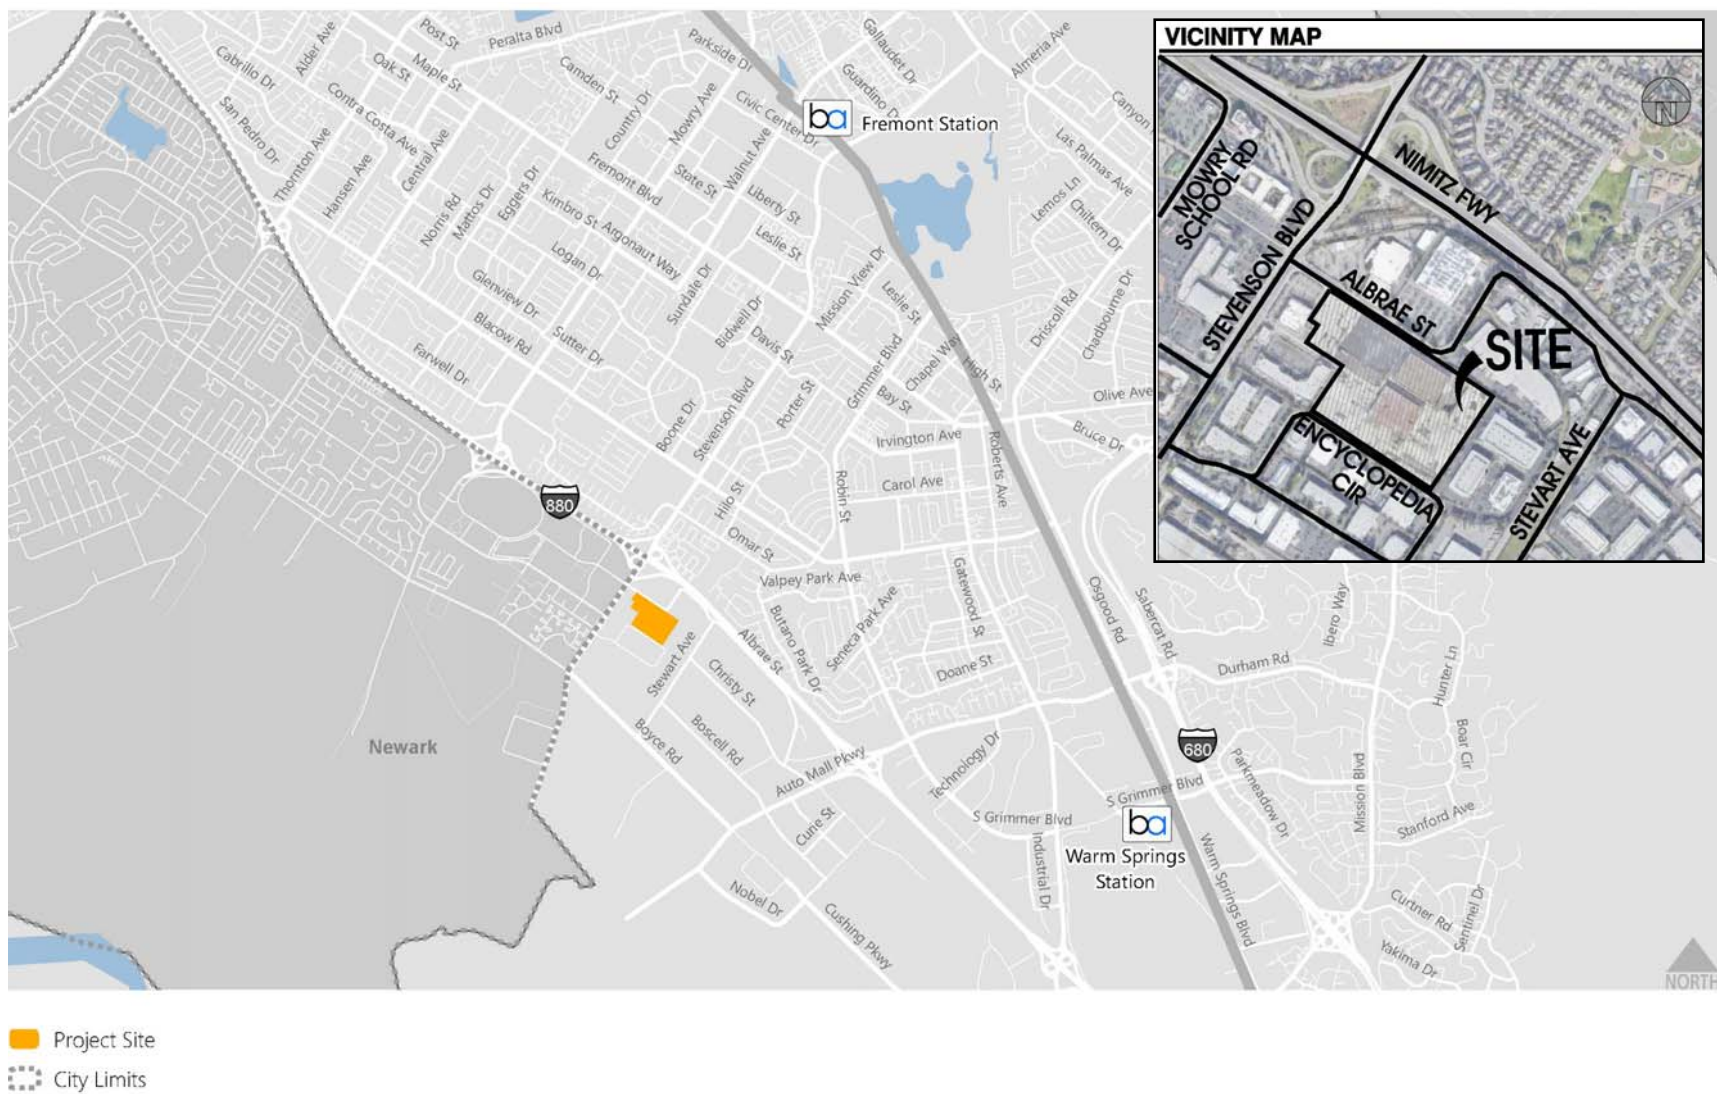 Post St
Peralta Blvd
Parkside Dr
Gallaudet Dr
Almeria Ave
Alder Ave
Cabrillo Dr
Oak St
Maple St
Camden St
Country Dr
Mowry Ave
Civic Center Dr
Guardino D
Canyon
ba
Fremont Station
San Pedro Dr
Contra Costa Ave
Central Ave
Thornton Ave
Hansen Ave
Fremont Blvd
State St
Walnut Ave
Liberty St
Leslie St
Las Palmas Ave
Lemos Ln
Chiltern Dr
Norris Rd
Mattos Dr
Eggers Dr
Kimbro St
Argonaut Way
Logan Dr
Glenview Dr
Sundale Dr
Mission View Dr
Leslie St
Bidwell Dr
Davis St
Driscoll Rd
Chadbourne Dr
Blacow Rd
Sutter Dr
Farwell Dr
Grimmer Blvd
Chapel Way
High St
Bay St
Olive Ave
Boone Dr
Stevenson Blvd
Porter St
Irvington Ave
Roberts Ave
Bruce Dr
880
Hilo St
Robin St
Carol Ave
Omar St
Valpey Park Ave
Gatewood St
Osgood Rd
Sabercat Rd
Ibero Way
Butano Park Dr
Seneca Park Ave
Albrae St
Stewart Ave
Christy St
Doane St
Durham Rd
Hunter Ln
Newark
Boyce Rd
Boscell Rd
Auto Mall Pkwy
Technology Dr
680
Boar Cir
Parkmeadow Dr
Mission Blvd
S Grimmer Blvd
S Grimmer Blvd
Curie St
Stanford Ave
ba
Warm Springs
Station
Industrial Dr
Warm Springs Blvd
Nobel Dr
Cushing Pkwy
Curtner Rd
Sentinel Dr
Yakima Dr
NORTH
VICINITY MAP
N
MOWRY
SCHOOL RD
NIMITZ FWY
STEVENSON BLVD
ALBRAE ST
SITE
ENCYCLOPEDIA
CIR
STEVART AVE
Project Site
City Limits